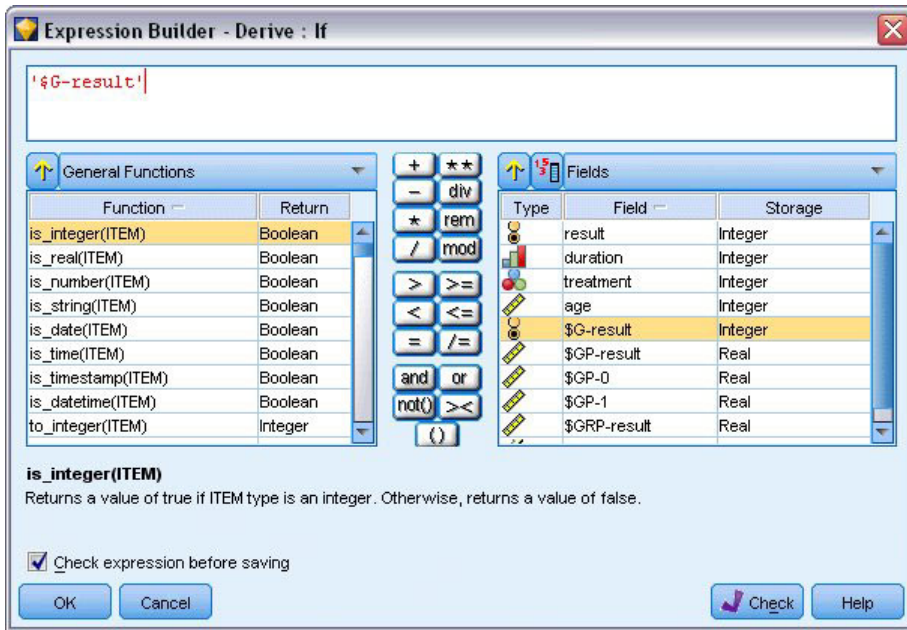 Expression Builder - Derive : If
'$G-result'
General Functions
Function Return
is_integer(ITEM) Boolean
is_real(ITEM) Boolean
is_number(ITEM) Boolean
is_string(ITEM) Boolean
is_date(ITEM) Boolean
is_time(ITEM) Boolean
is_timestamp(ITEM) Boolean
is_datetime(ITEM) Boolean
to_integer(ITEM) Integer
+ **
- div
* rem
/ mod
> >=
< <=
= /=
and or
not() ><
()
Fields
Type Field Storage
result Integer
duration Integer
treatment Integer
age Integer
$G-result Integer
$GP-result Real
$GP-0 Real
$GP-1 Real
$GRP-result Real
is_integer(ITEM)
Returns a value of true if ITEM type is an integer. Otherwise, returns a value of false.
Check expression before saving
OK Cancel Check Help